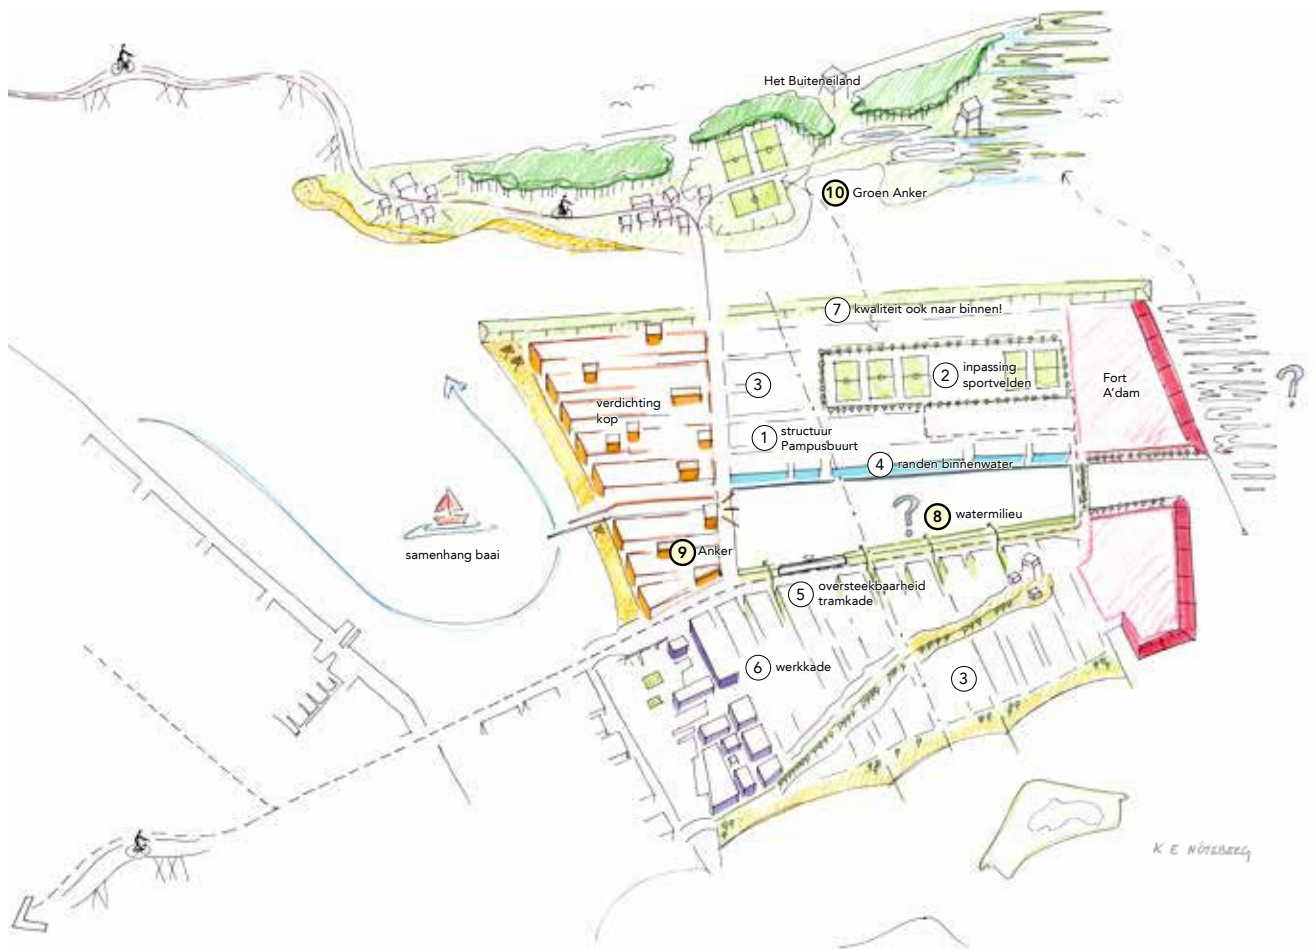 Het Buiteneiland
10 Groen Anker
7 kwaliteit ook naar binnen!
3
2 inpassing
sportvelden
Fort
A'dam
verdichting
kop
1 structuur
Pampusbuurt
4 randen binnenwater
?
? 8 watermilieu
samenhang baai
9 Anker
5 oversteekbaarheid
tramkade
6 werkkade
3
K E NÖTEBERG